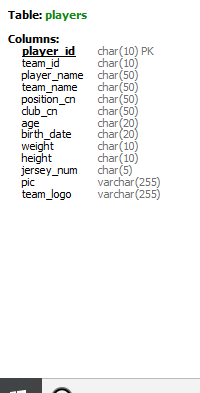 Table: players
Columns:
player_id char(10) PK
team_id char(10)
player_name char(50)
team_name char(50)
position_cn char(50)
club_cn char(50)
age char(20)
birth_date char(20)
weight char(10)
height char(10)
jersey_num char(5)
pic varchar(255)
team_logo varchar(255)